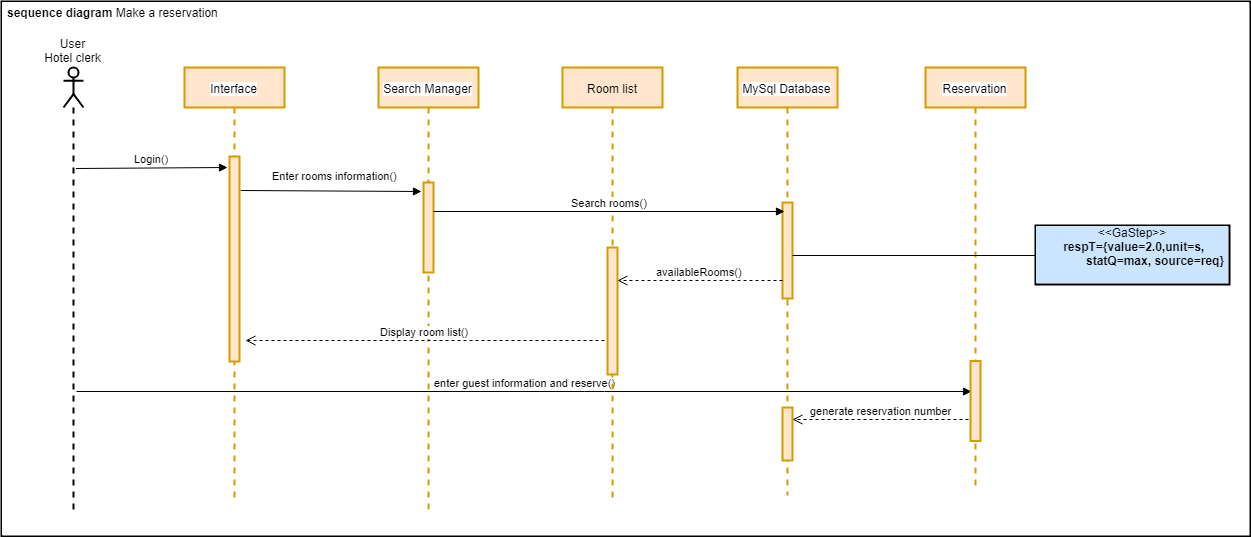 sequence diagram Make a reservation
User
Hotel clerk
Interface
Search Manager
Room list
MySql Database
Reservation
Login()
Enter rooms information()
Search rooms()
<<GaStep>>
respT={value=2.0,unit=s,
statQ=max, source=req}
availableRooms()
Display room list()
enter guest information and reserve()
generate reservation number